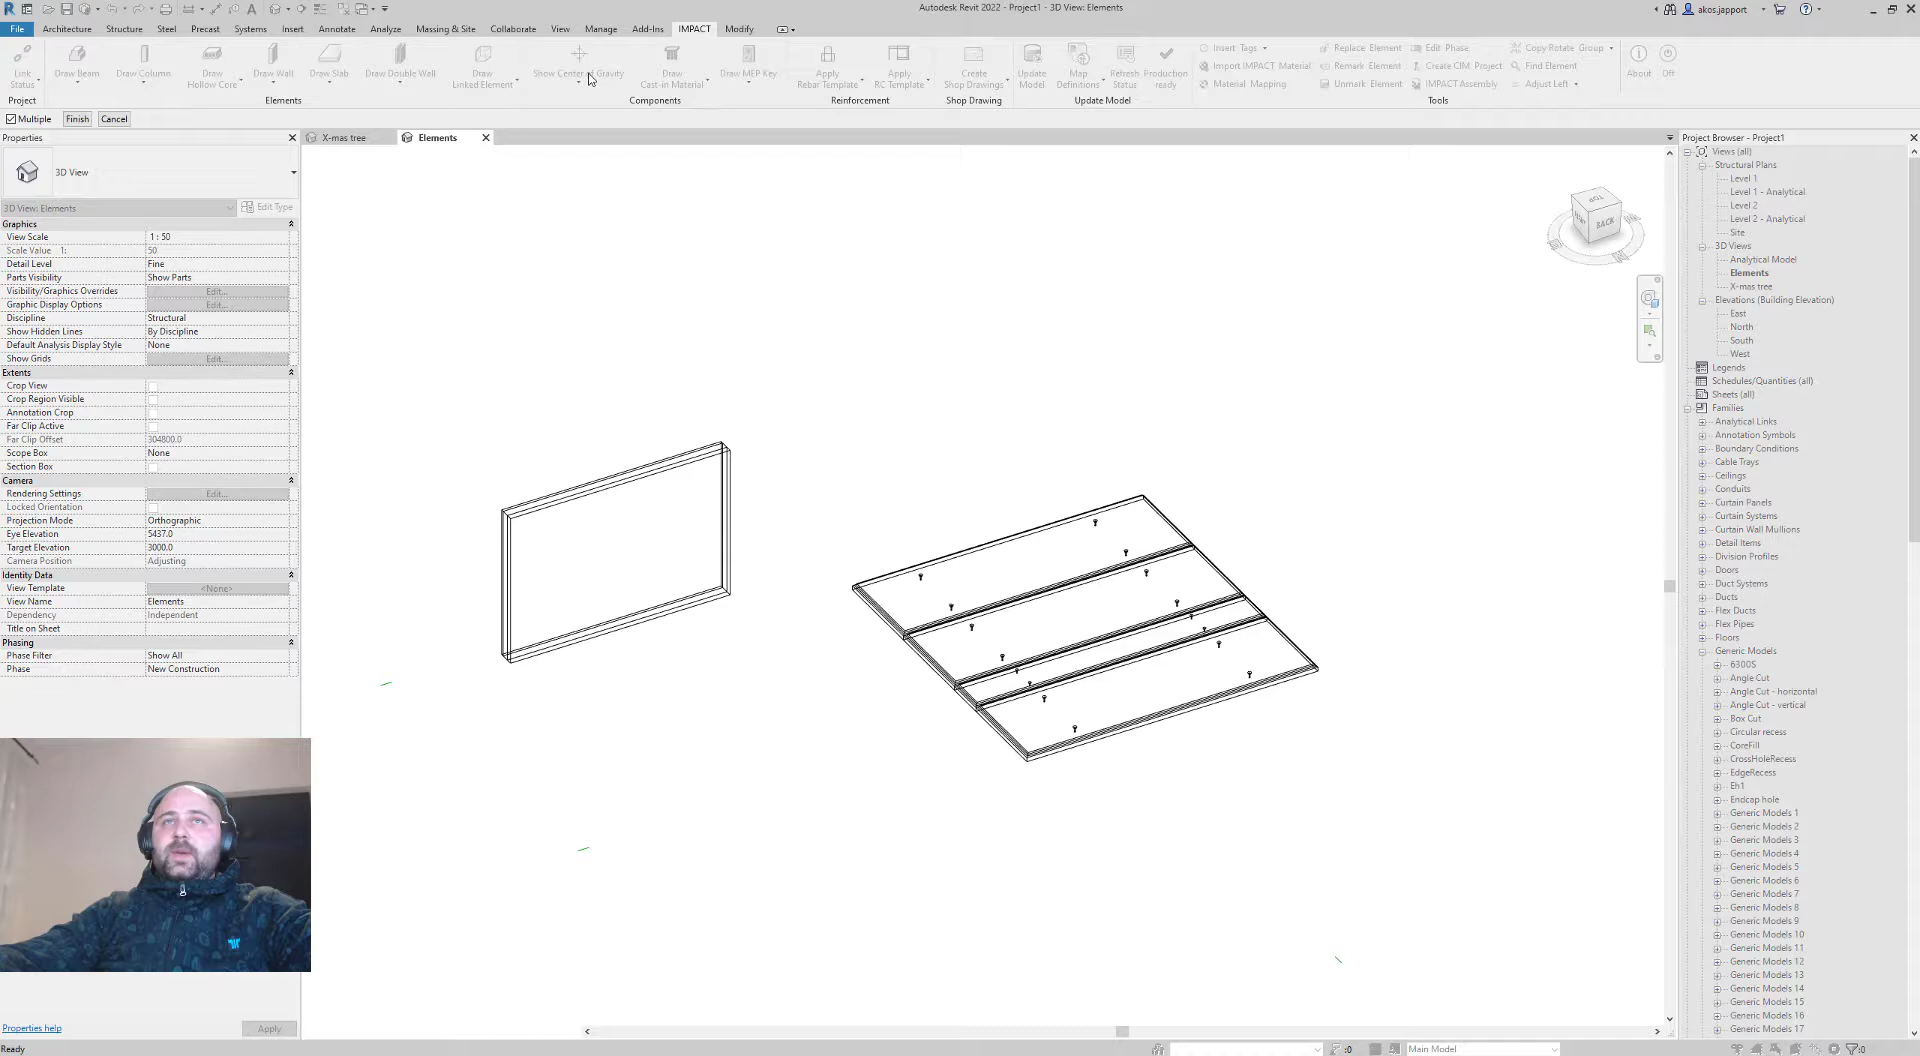 Autodesk Revit 2022 - Project1 - 3D View: Elements
akos.japport
File Architecture Structure Steel Precast Systems Insert Annotate Analyze Massing & Site Collaborate View Manage Add-Ins IMPACT Modify
Link Status
Draw Beam
Draw Column
Draw Hollow Core
Draw Wall
Draw Slab
Draw Double Wall
Draw Linked Element
Show Center of Gravity
Draw Cast-in Material
Draw MEP Key
Apply Rebar Template
Apply RC Template
Create Shop Drawings
Update Model
Map Definitions
Refresh Status
Production ready
Insert Tags
Import IMPACT Material
Material Mapping
Replace Element
Remark Element
Unmark Element
Edit Phase
Create CIM Project
IMPACT Assembly
Copy Rotate Group
Find Element
Adjust Left
About
Off
Project Elements Components Reinforcement Shop Drawing Update Model Tools
Multiple Finish Cancel
Properties
3D View
3D View: Elements Edit Type
Graphics
View Scale 1 : 50
Scale Value 1: 50
Detail Level Fine
Parts Visibility Show Parts
Visibility/Graphics Overrides Edit...
Graphic Display Options Edit...
Discipline Structural
Show Hidden Lines By Discipline
Default Analysis Display Style None
Show Grids Edit...
Extents
Crop View
Crop Region Visible
Annotation Crop
Far Clip Active
Far Clip Offset 304800.0
Scope Box None
Section Box
Camera
Rendering Settings Edit...
Locked Orientation
Projection Mode Orthographic
Eye Elevation 5437.0
Target Elevation 3000.0
Camera Position Adjusting
Identity Data
View Template <None>
View Name Elements
Dependency Independent
Title on Sheet
Phasing
Phase Filter Show All
Phase New Construction
Properties help Apply
Ready
X-mas tree Elements
TOP
BACK
Project Browser - Project1
Views (all)
Structural Plans
Level 1
Level 1 - Analytical
Level 2
Level 2 - Analytical
Site
3D Views
Analytical Model
Elements
X-mas tree
Elevations (Building Elevation)
East
North
South
West
Legends
Schedules/Quantities (all)
Sheets (all)
Families
Analytical Links
Annotation Symbols
Boundary Conditions
Cable Trays
Ceilings
Conduits
Curtain Panels
Curtain Systems
Curtain Wall Mullions
Detail Items
Division Profiles
Doors
Duct Systems
Ducts
Flex Ducts
Flex Pipes
Floors
Generic Models
6300S
Angle Cut
Angle Cut - horizontal
Angle Cut - vertical
Box Cut
Circular recess
CoreFill
CrossHoleRecess
EdgeRecess
Eh1
Endcap hole
Generic Models 1
Generic Models 2
Generic Models 3
Generic Models 4
Generic Models 5
Generic Models 6
Generic Models 7
Generic Models 8
Generic Models 9
Generic Models 10
Generic Models 11
Generic Models 12
Generic Models 13
Generic Models 14
Generic Models 15
Generic Models 16
Generic Models 17
:0 Main Model :0